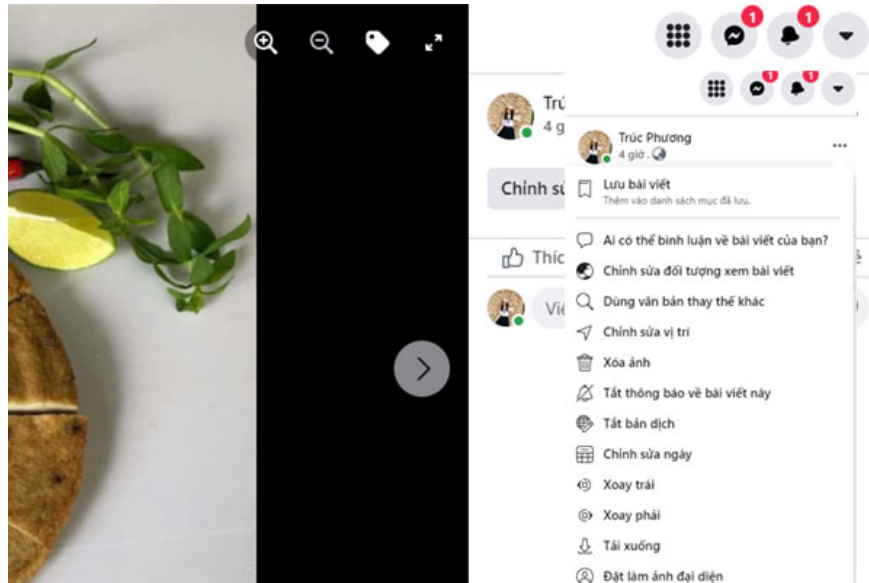 1
1
1
1
Trúc Phương
4 giờ .
Lưu bài viết
Thêm vào danh sách mục đã lưu.
Chỉnh
Ai có thể bình luận về bài viết của bạn?
Chỉnh sửa đối tượng xem bài viết
Dùng văn bản thay thế khác
Chỉnh sửa vị trí
Xóa ảnh
Tắt thông báo về bài viết này
Tắt bản dịch
Chỉnh sửa ngày
Xoay trái
Xoay phải
Tải xuống
Đặt làm ảnh đại diện